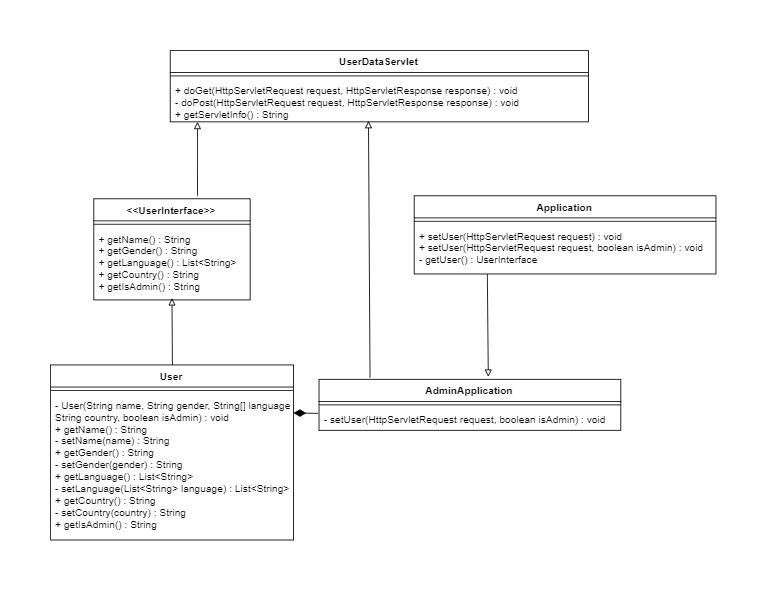 UserDataServlet
+ doGet(HttpServletRequest request, HttpServletResponse response) : void
- doPost(HttpServletRequest request, HttpServletResponse response) : void
+ getServletInfo() : String
<<UserInterface>>
+ getName() : String
+ getGender() : String
+ getLanguage() : List<String>
+ getCountry() : String
+ getIsAdmin() : String
Application
+ setUser(HttpServletRequest request) : void
+ setUser(HttpServletRequest request, boolean isAdmin) : void
- getUser() : UserInterface
User
- User(String name, String gender, String[] language
String country, boolean isAdmin) : void
+ getName() : String
- setName(name) : String
+ getGender() : String
- setGender(gender) : String
+ getLanguage() : List<String>
- setLanguage(List<String> language) : List<String>
+ getCountry() : String
- setCountry(country) : String
+ getIsAdmin() : String
AdminApplication
- setUser(HttpServletRequest request, boolean isAdmin) : void